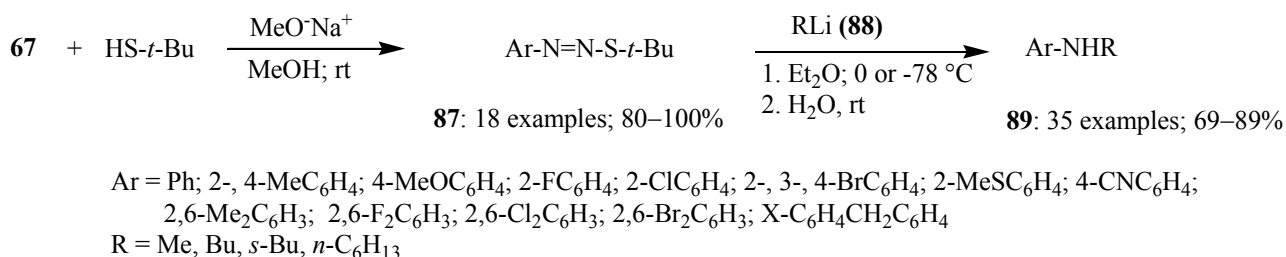 67 + HS-t-Bu MeO⁻Na⁺ Ar-N=N-S-t-Bu RLi (88) Ar-NHR
MeOH; rt 1. Et₂O; 0 or -78 °C
2. H₂O, rt
87: 18 examples; 80–100% 89: 35 examples; 69–89%
Ar = Ph; 2-, 4-MeC₆H₄; 4-MeOC₆H₄; 2-FC₆H₄; 2-ClC₆H₄; 2-, 3-, 4-BrC₆H₄; 2-MeSC₆H₄; 4-CNC₆H₄;
2,6-Me₂C₆H₃; 2,6-F₂C₆H₃; 2,6-Cl₂C₆H₃; 2,6-Br₂C₆H₃; X-C₆H₄CH₂C₆H₄
R = Me, Bu, s-Bu, n-C₆H₁₃